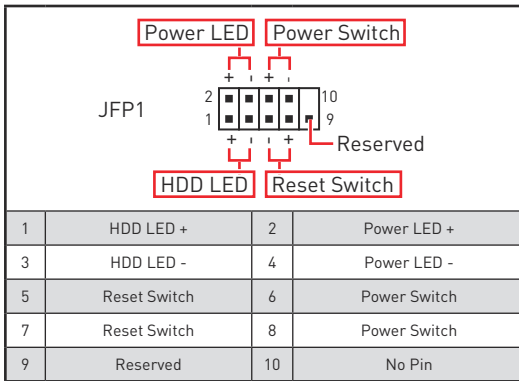 Power LED Power Switch
+ - + -
JFP1
2 10
1 9
+ - - +
Reserved
HDD LED Reset Switch
1 HDD LED + 2 Power LED +
3 HDD LED - 4 Power LED -
5 Reset Switch 6 Power Switch
7 Reset Switch 8 Power Switch
9 Reserved 10 No Pin